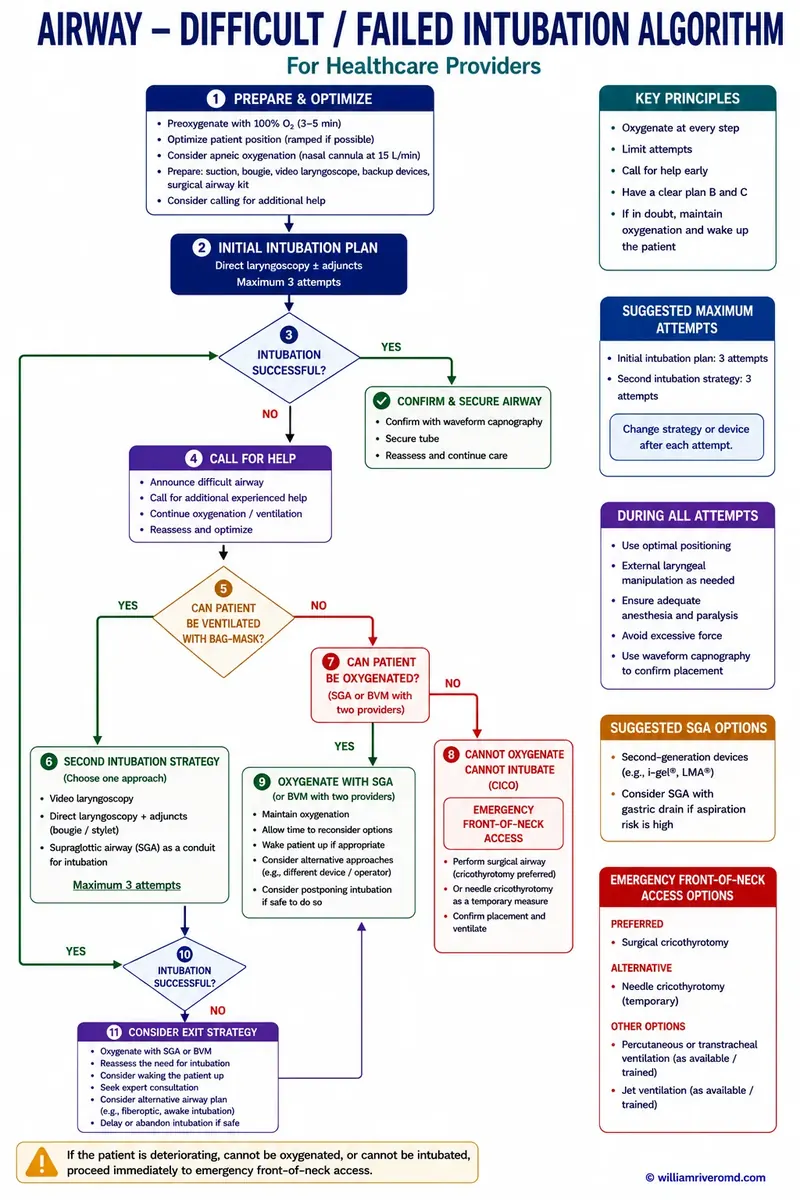 AIRWAY – DIFFICULT / FAILED INTUBATION ALGORITHM
For Healthcare Providers
1 PREPARE & OPTIMIZE
• Preoxygenate with 100% O₂ (3–5 min)
• Optimize patient position (ramped if possible)
• Consider apneic oxygenation (nasal cannula at 15 L/min)
• Prepare: suction, bougie, video laryngoscope, backup devices,
surgical airway kit
• Consider calling for additional help
2 INITIAL INTUBATION PLAN
Direct laryngoscopy ± adjuncts
Maximum 3 attempts
3
INTUBATION
SUCCESSFUL?
YES
NO
CONFIRM & SECURE AIRWAY
• Confirm with waveform capnography
• Secure tube
• Reassess and continue care
4 CALL FOR HELP
• Announce difficult airway
• Call for additional experienced help
• Continue oxygenation / ventilation
• Reassess and optimize
5
CAN PATIENT
BE VENTILATED
WITH BAG-MASK?
YES
NO
7 CAN PATIENT
BE OXYGENATED?
(SGA or BVM with
two providers)
NO
YES
6 SECOND INTUBATION STRATEGY
(Choose one approach)
• Video laryngoscopy
• Direct laryngoscopy + adjuncts
(bougie / stylet)
• Supraglottic airway (SGA) as a conduit
for intubation
Maximum 3 attempts
9 OXYGENATE WITH SGA
(or BVM with two providers)
• Maintain oxygenation
• Allow time to reconsider options
• Wake patient up if appropriate
• Consider alternative approaches
(e.g., different device / operator)
• Consider postponing intubation
if safe to do so
8 CANNOT OXYGENATE
CANNOT INTUBATE
(CICO)
EMERGENCY
FRONT-OF-NECK
ACCESS
• Perform surgical airway
(cricothyrotomy preferred)
• Or needle cricothyrotomy
as a temporary measure
• Confirm placement and
ventilate
YES
10
INTUBATION
SUCCESSFUL?
NO
11 CONSIDER EXIT STRATEGY
• Oxygenate with SGA or BVM
• Reassess the need for intubation
• Consider waking the patient up
• Seek expert consultation
• Consider alternative airway plan
(e.g., fiberoptic, awake intubation)
• Delay or abandon intubation if safe
If the patient is deteriorating, cannot be oxygenated, or cannot be intubated,
proceed immediately to emergency front-of-neck access.
KEY PRINCIPLES
• Oxygenate at every step
• Limit attempts
• Call for help early
• Have a clear plan B and C
• If in doubt, maintain
oxygenation and wake up
the patient
SUGGESTED MAXIMUM
ATTEMPTS
• Initial intubation plan: 3 attempts
• Second intubation strategy: 3
attempts
Change strategy or device
after each attempt.
DURING ALL ATTEMPTS
• Use optimal positioning
• External laryngeal
manipulation as needed
• Ensure adequate
anesthesia and paralysis
• Avoid excessive force
• Use waveform capnography
to confirm placement
SUGGESTED SGA OPTIONS
• Second-generation devices
(e.g., i-gel®, LMA®)
• Consider SGA with
gastric drain if aspiration
risk is high
EMERGENCY FRONT-OF-NECK
ACCESS OPTIONS
PREFERRED
• Surgical cricothyrotomy
ALTERNATIVE
• Needle cricothyrotomy
(temporary)
OTHER OPTIONS
• Percutaneous or transtracheal
ventilation (as available /
trained)
• Jet ventilation (as available /
trained)
© williamriveromd.com